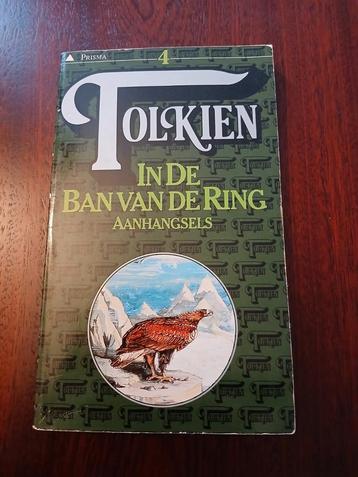 PRISMA
4
TOLKIEN
IN DE
BAN VAN DE RING
AANHANGSELS